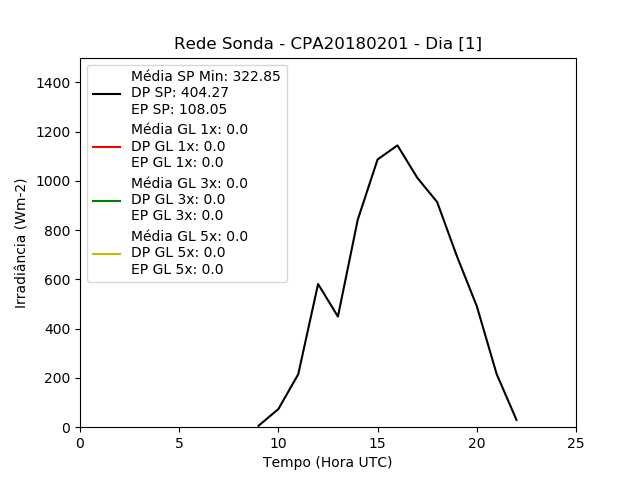 Rede Sonda - CPA20180201 - Dia [1]
Média SP Min: 322.85
DP SP: 404.27
EP SP: 108.05
Média GL 1x: 0.0
DP GL 1x: 0.0
EP GL 1x: 0.0
Média GL 3x: 0.0
DP GL 3x: 0.0
EP GL 3x: 0.0
Média GL 5x: 0.0
DP GL 5x: 0.0
EP GL 5x: 0.0
Irradiância (Wm-2)
1400
1200
1000
800
600
400
200
0
0 5 10 15 20 25
Tempo (Hora UTC)